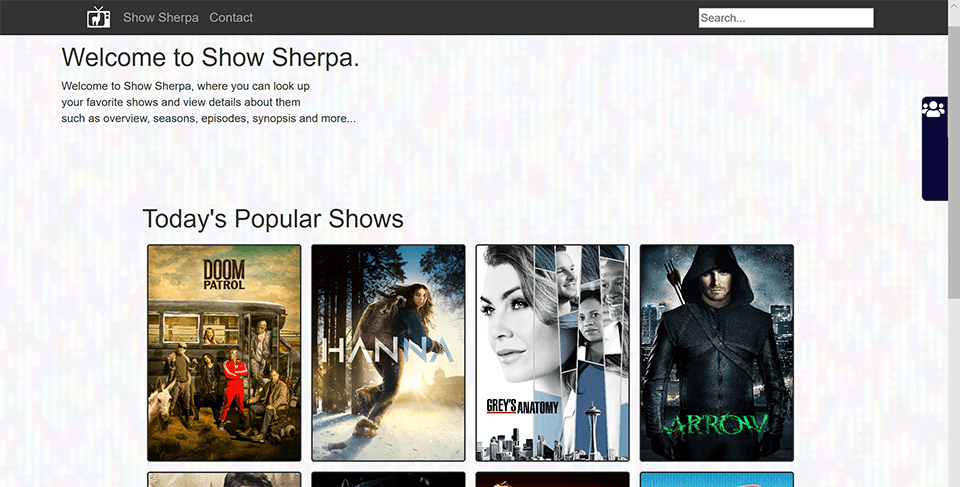 Show Sherpa Contact Search...
Welcome to Show Sherpa.
Welcome to Show Sherpa, where you can look up
your favorite shows and view details about them
such as overview, seasons, episodes, synopsis and more...
Today's Popular Shows
DOOM
PATROL
HANNA
GREY'S ANATOMY
ARROW